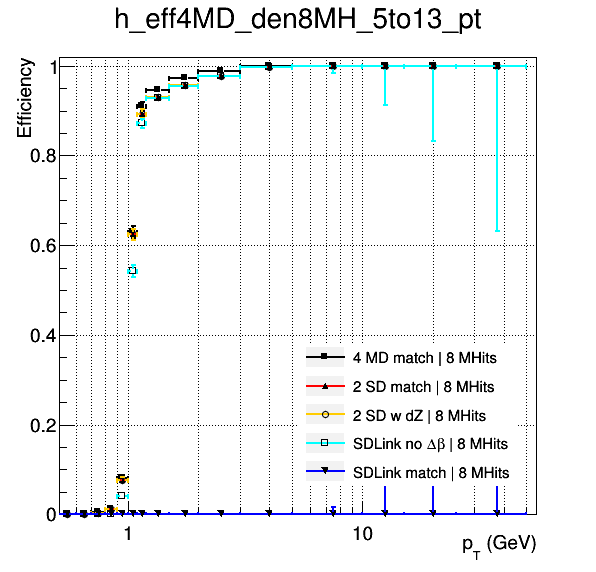 h_eff4MD_den8MH_5to13_pt
Efficiency
1
0.8
0.6
0.4
0.2
0
4 MD match | 8 MHits
2 SD match | 8 MHits
2 SD w dZ | 8 MHits
SDLink no Δβ | 8 MHits
SDLink match | 8 MHits
1 10
p_T (GeV)